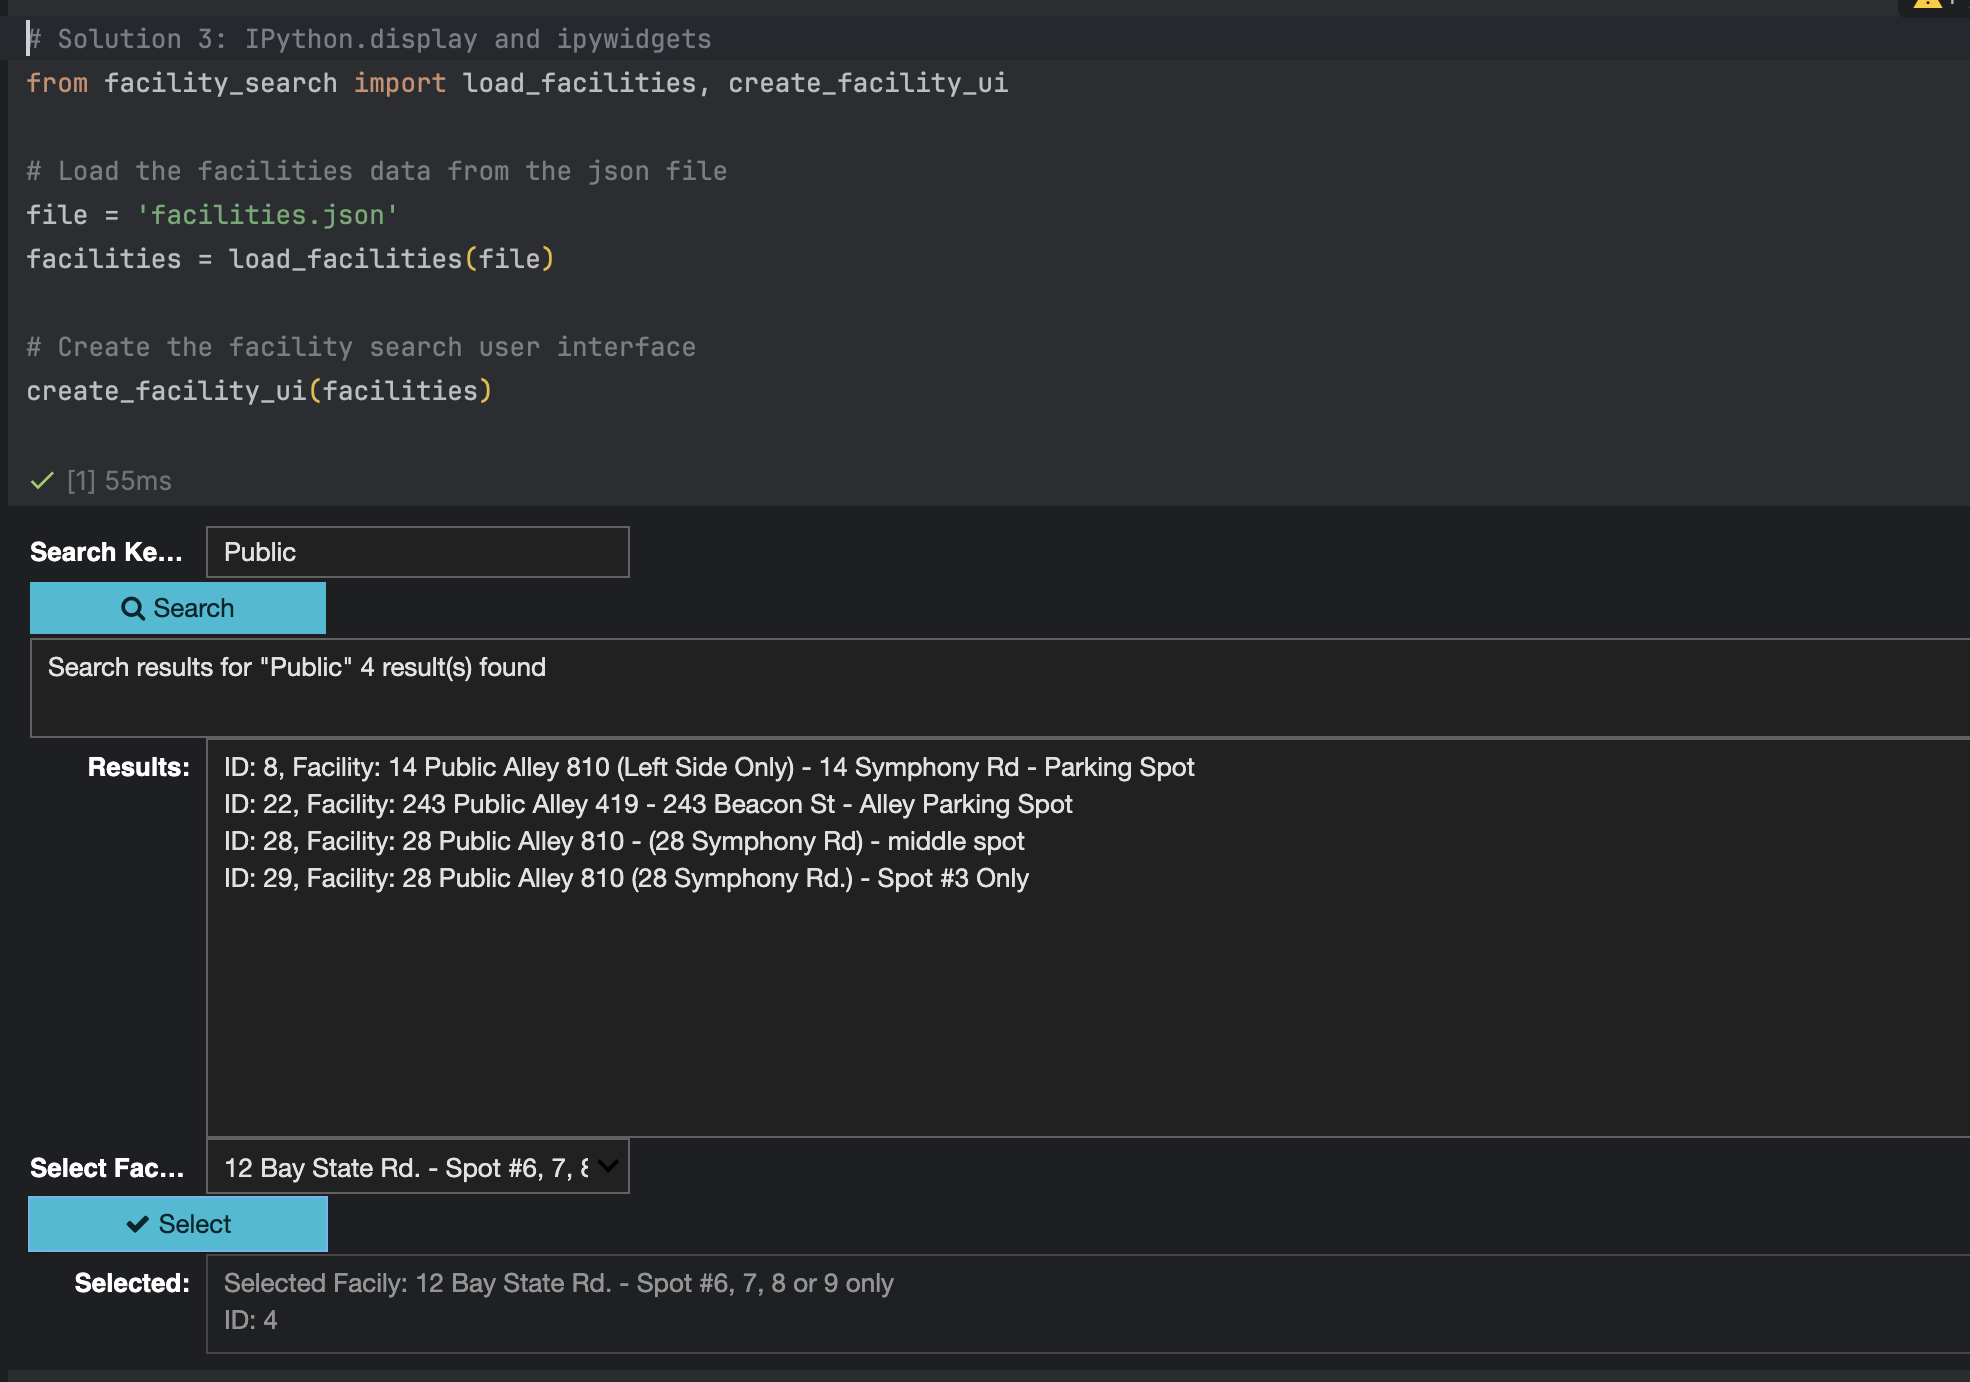 # Solution 3: IPython.display and ipywidgets
from facility_search import load_facilities, create_facility_ui
# Load the facilities data from the json file
file = 'facilities.json'
facilities = load_facilities(file)
# Create the facility search user interface
create_facility_ui(facilities)
[1] 55ms
Search Ke... Public
Search
Search results for "Public" 4 result(s) found
Results: ID: 8, Facility: 14 Public Alley 810 (Left Side Only) - 14 Symphony Rd - Parking Spot
ID: 22, Facility: 243 Public Alley 419 - 243 Beacon St - Alley Parking Spot
ID: 28, Facility: 28 Public Alley 810 - (28 Symphony Rd) - middle spot
ID: 29, Facility: 28 Public Alley 810 (28 Symphony Rd.) - Spot #3 Only
Select Fac... 12 Bay State Rd. - Spot #6, 7,
Select
Selected: Selected Facily: 12 Bay State Rd. - Spot #6, 7, 8 or 9 only
ID: 4